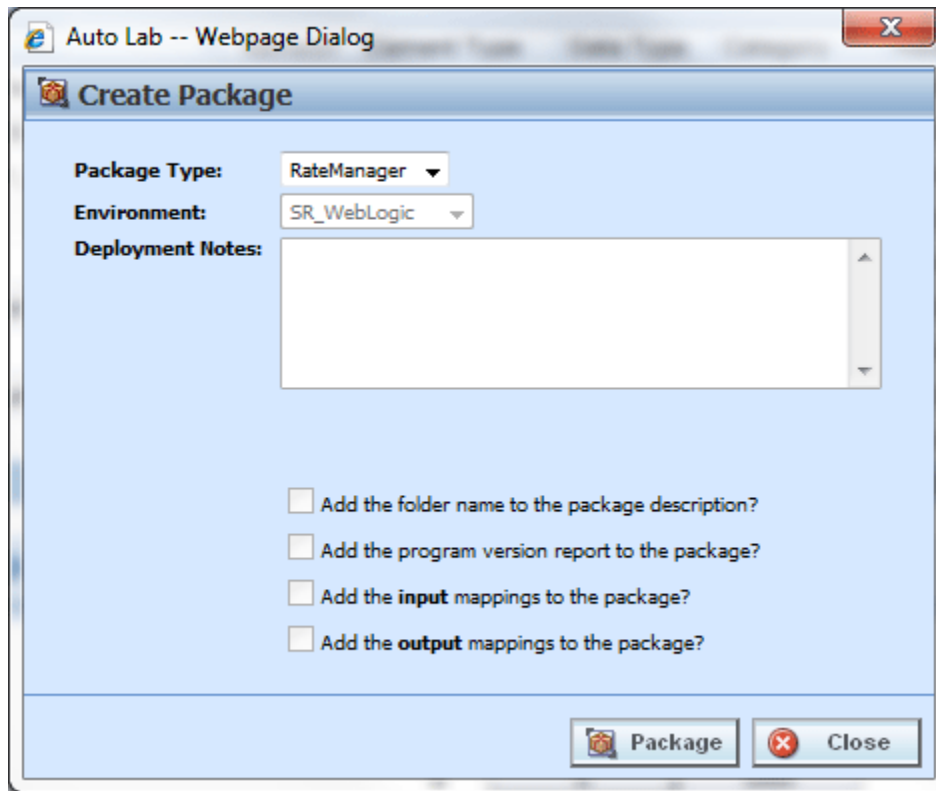 Auto Lab -- Webpage Dialog
Create Package
Package Type: RateManager
Environment: SR_WebLogic
Deployment Notes:
Add the folder name to the package description?
Add the program version report to the package?
Add the input mappings to the package?
Add the output mappings to the package?
Package Close